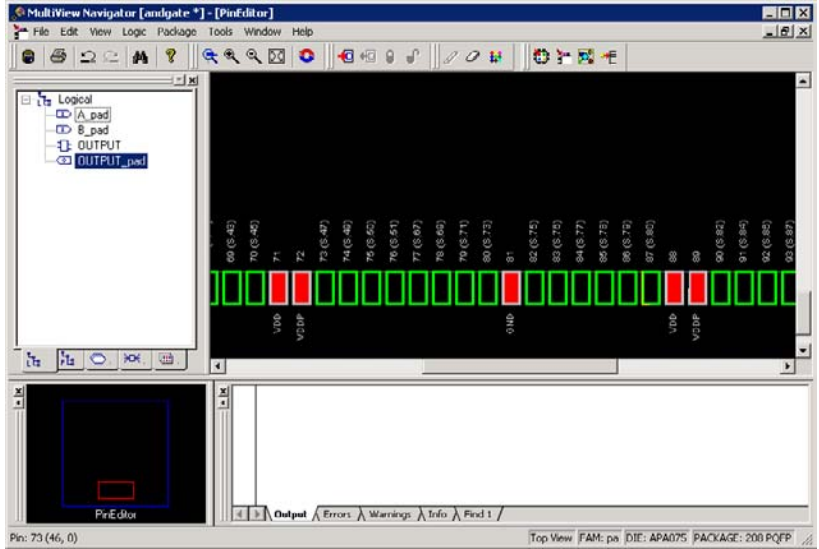 MultiView Navigator [andgate *] - [PinEditor]
File Edit View Logic Package Tools Window Help
Logical
A_pad
B_pad
OUTPUT
OUTPUT_pad
69 (S:43)
70 (S:45)
71
72
73 (S:47)
74 (S:49)
75 (S:50)
76 (S:51)
77 (S:67)
78 (S:69)
79 (S:71)
80 (S:73)
81
82 (S:75)
83 (S:76)
84 (S:77)
85 (S:78)
86 (S:79)
87 (S:80)
88
89
90 (S:82)
91 (S:84)
92 (S:86)
93 (S:87)
VDD
VDDP
GND
VDD
VDDP
PinEditor
Output Errors Warnings Info Find 1
Pin: 73 (46, 0)
Top View FAM: pa DIE: APA075 PACKAGE: 208 PQFP